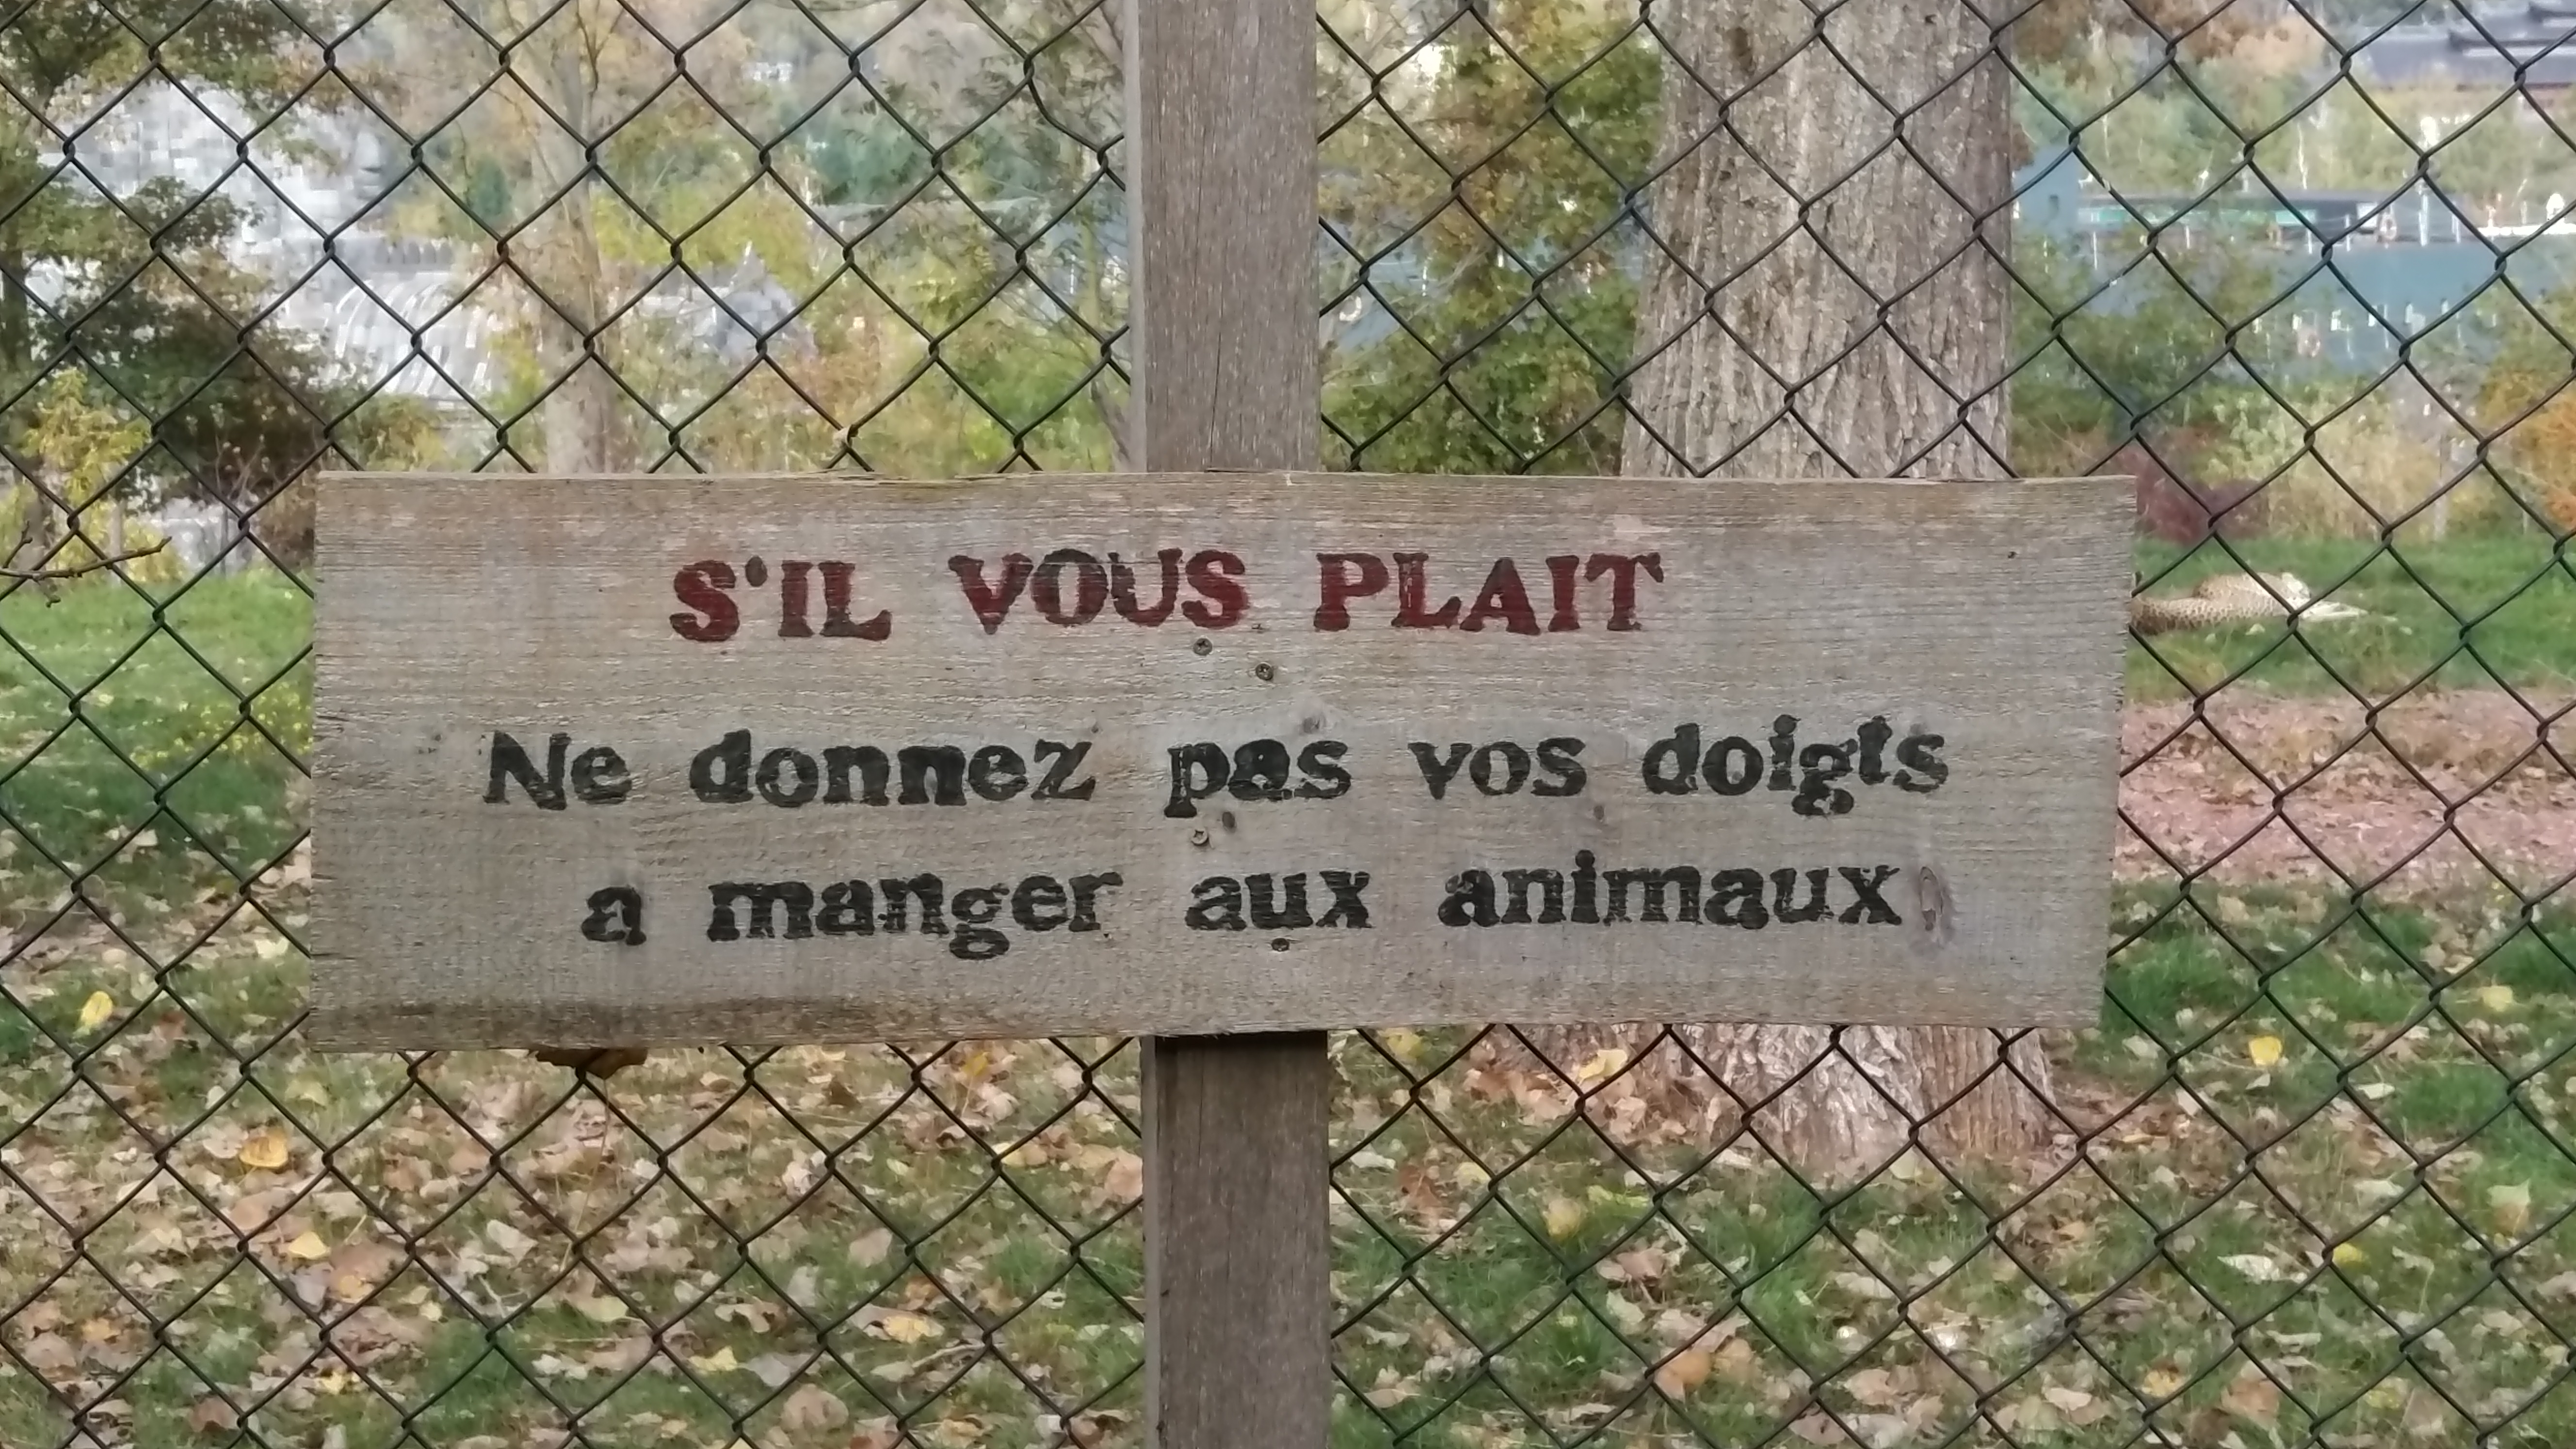 S'IL VOUS PLAIT
Ne donnez pas vos doigts
a manger aux animaux